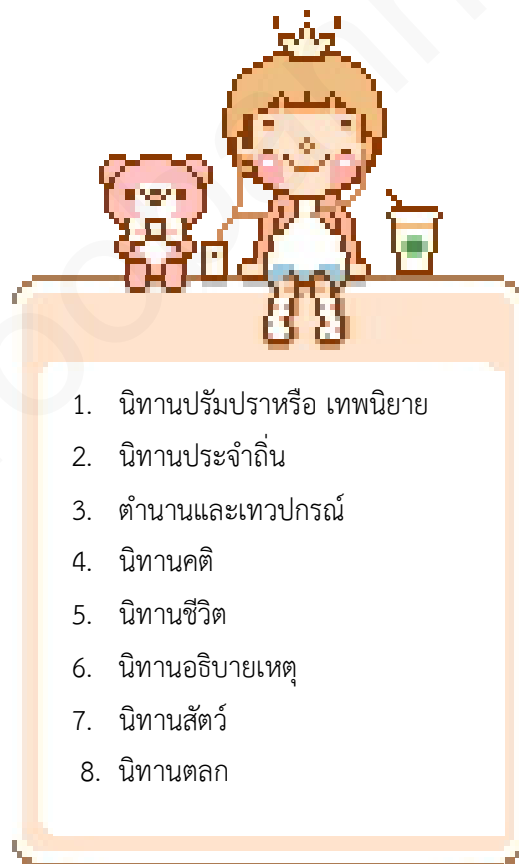 1. นิทานปรัมปราหรือ เทพนิยาย
2. นิทานประจำถิ่น
3. ตำนานและเทวปกรณ์
4. นิทานคติ
5. นิทานชีวิต
6. นิทานอธิบายเหตุ
7. นิทานสัตว์
8. นิทานตลก